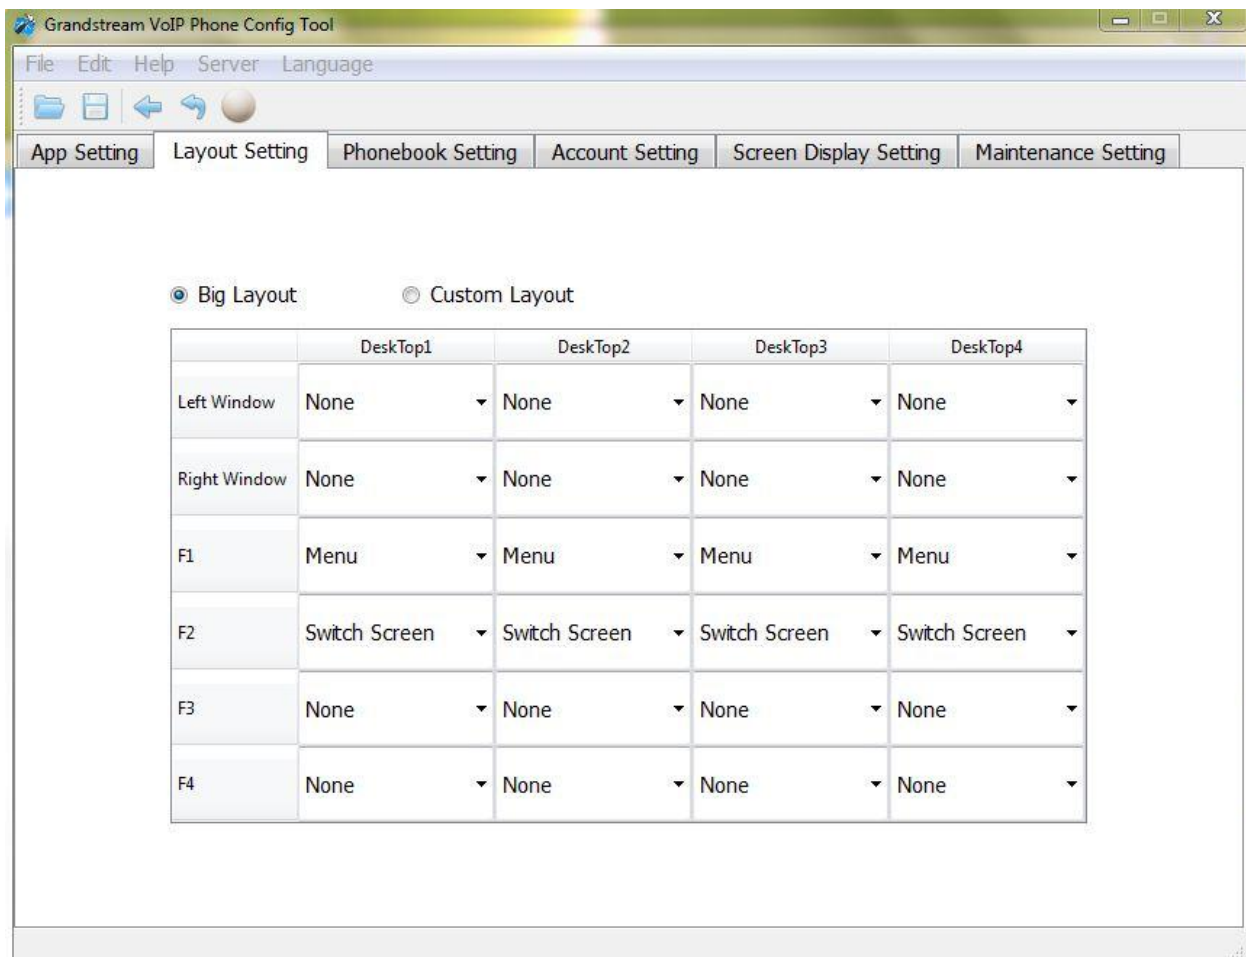 Grandstream VoIP Phone Config Tool
File Edit Help Server Language
App Setting Layout Setting Phonebook Setting Account Setting Screen Display Setting Maintenance Setting
Big Layout Custom Layout
DeskTop1 DeskTop2 DeskTop3 DeskTop4
Left Window None None None None
Right Window None None None None
F1 Menu Menu Menu Menu
F2 Switch Screen Switch Screen Switch Screen Switch Screen
F3 None None None None
F4 None None None None